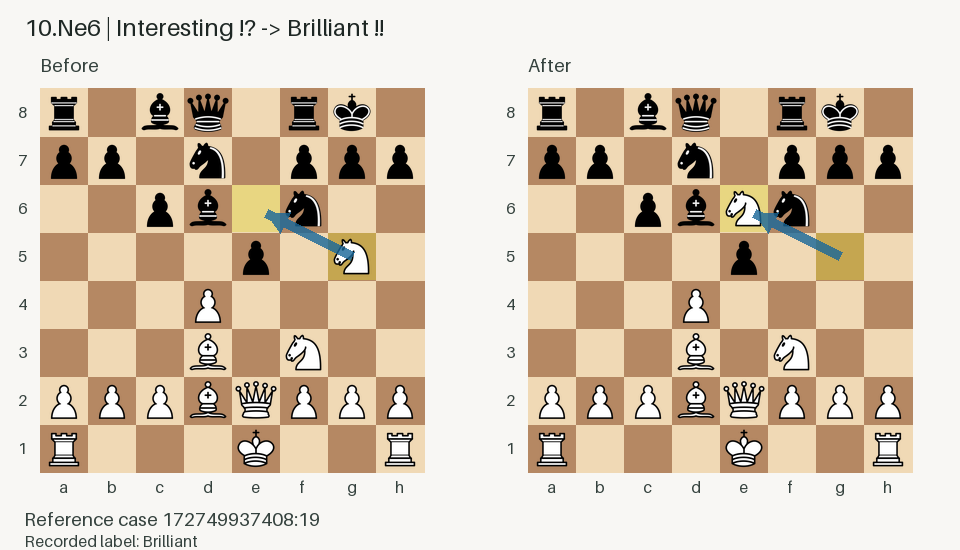 10.Ne6 | Interesting !? -> Brilliant !!
Before
After
8
7
6
5
4
3
2
1
a b c d e f g h
8
7
6
5
4
3
2
1
a b c d e f g h
Reference case 172749937408:19
Recorded label: Brilliant